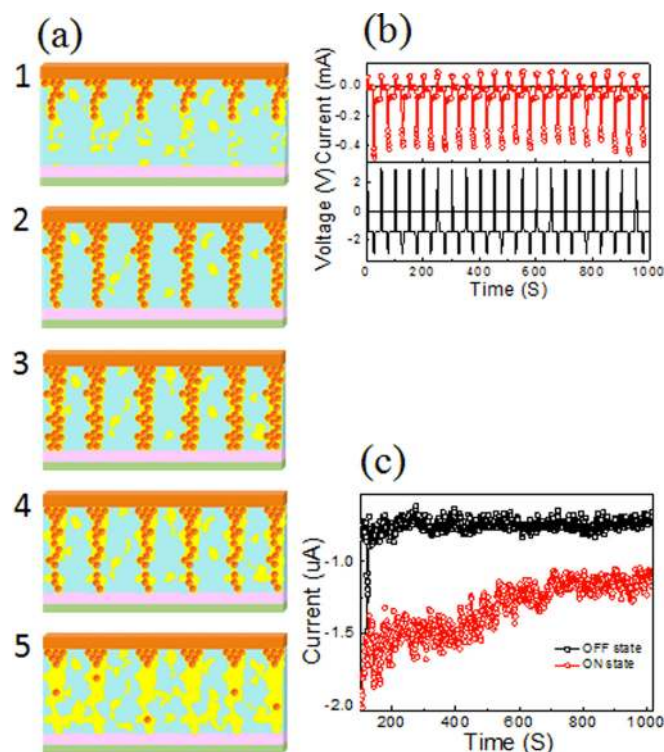 (a)
1
2
3
4
5
(b)
Current (mA)
0.0
-0.2
-0.4
Voltage (V)
2
0
-2
0 200 400 600 800 1000
Time (S)
(c)
Currrent (uA)
-1.0
-1.5
-2.0
OFF state
ON state
200 400 600 800 1000
Time (S)